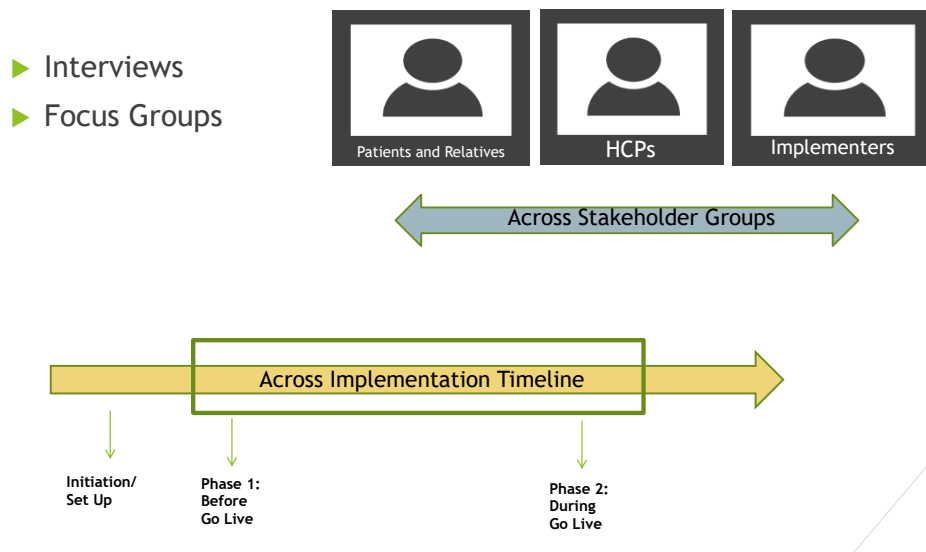 Interviews
Focus Groups
Patients and Relatives
HCPs
Implementers
Across Stakeholder Groups
Across Implementation Timeline
Initiation/
Set Up
Phase 1:
Before
Go Live
Phase 2:
During
Go Live